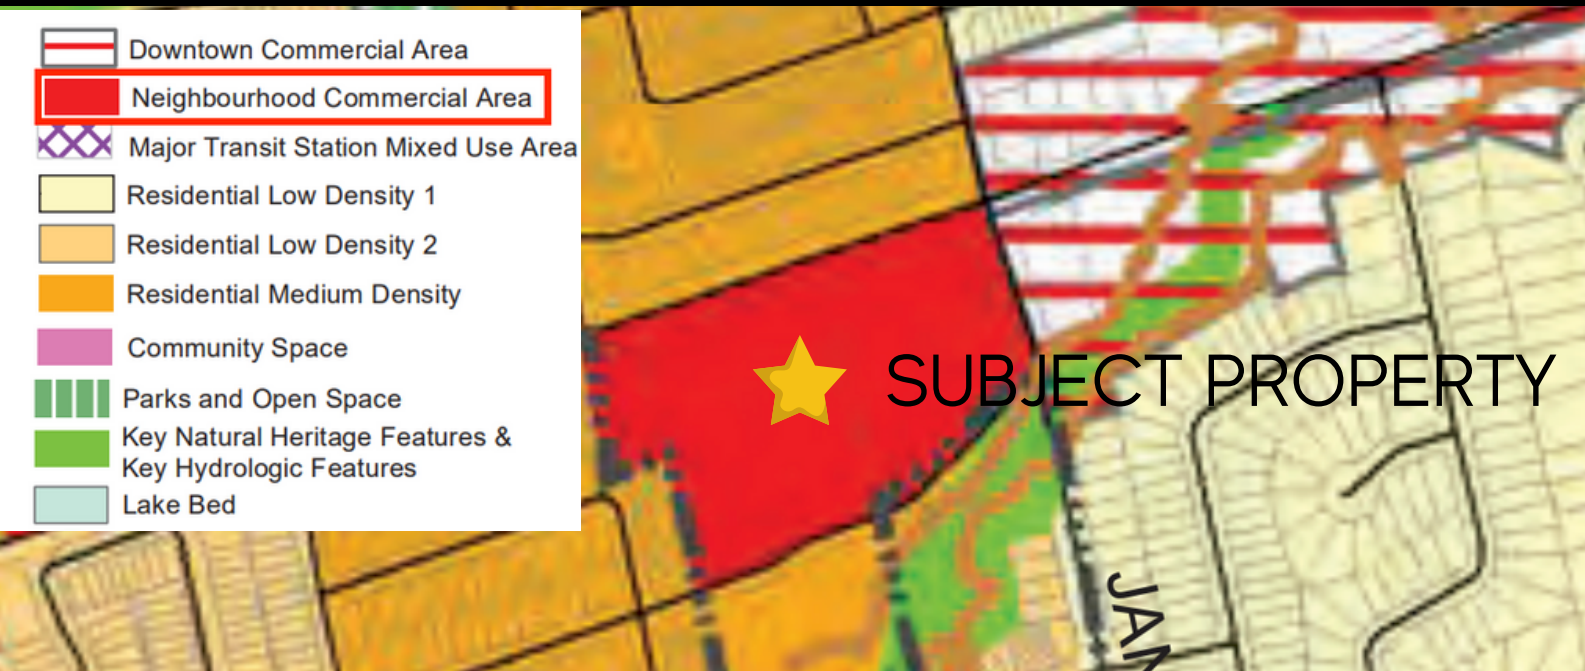 Downtown Commercial Area
Neighbourhood Commercial Area
Major Transit Station Mixed Use Area
Residential Low Density 1
Residential Low Density 2
Residential Medium Density
Community Space
Parks and Open Space
Key Natural Heritage Features &
Key Hydrologic Features
Lake Bed
SUBJECT PROPERTY
JAN